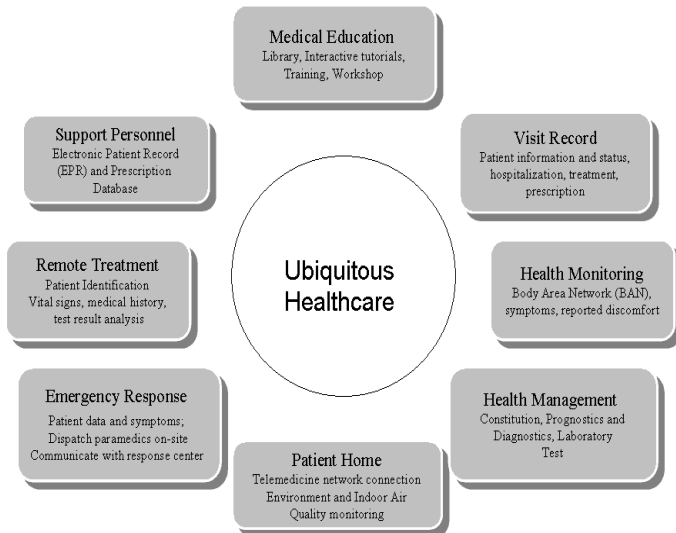 Medical Education
Library, Interactive tutorials,
Training, Workshop
Support Personnel
Electronic Patient Record
(EPR) and Prescription
Database
Visit Record
Patient information and status,
hospitalization, treatment,
prescription
Ubiquitous
Healthcare
Remote Treatment
Patient Identification
Vital signs, medical history,
test result analysis
Health Monitoring
Body Area Network (BAN),
symptoms, reported discomfort
Emergency Response
Patient data and symptoms;
Dispatch paramedics on-site
Communicate with response center
Health Management
Constitution, Prognostics and
Diagnostics, Laboratory
Test
Patient Home
Telemedicine network connection
Environment and Indoor Air
Quality monitoring